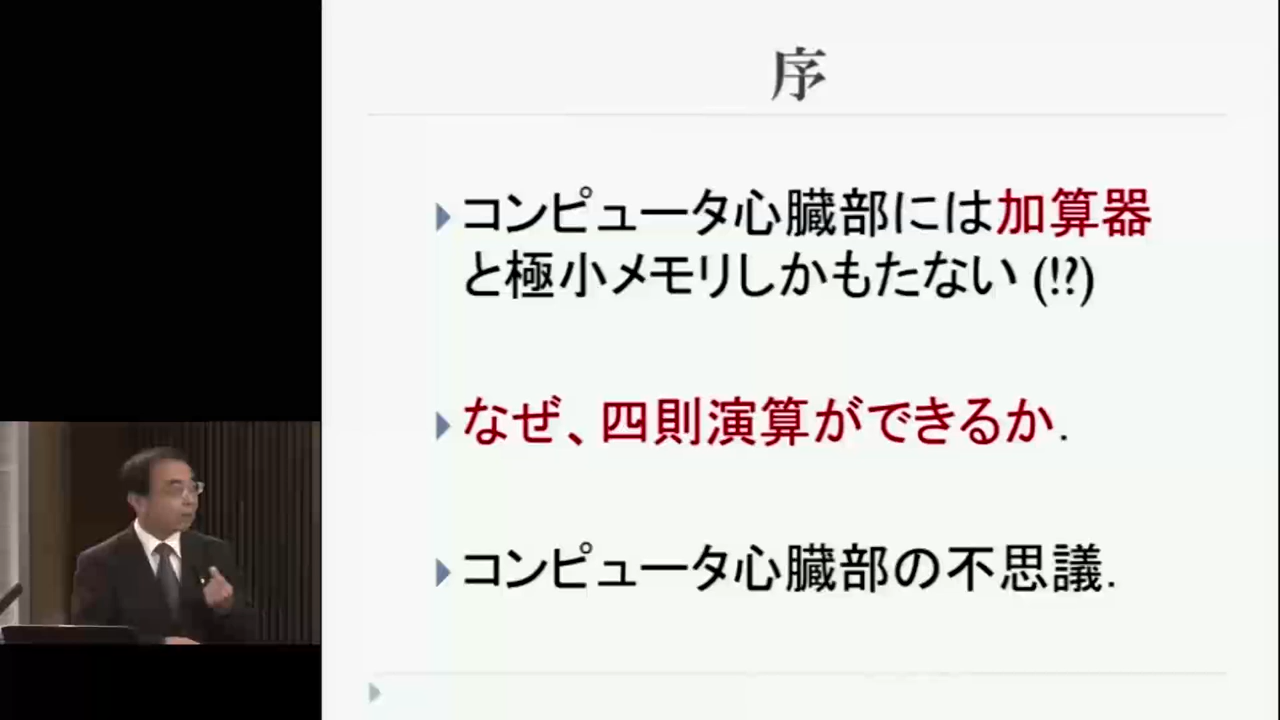 序
コンピュータ心臓部には加算器
と極小メモリしかもたない (!?)
なぜ、四則演算ができるか.
コンピュータ心臓部の不思議.